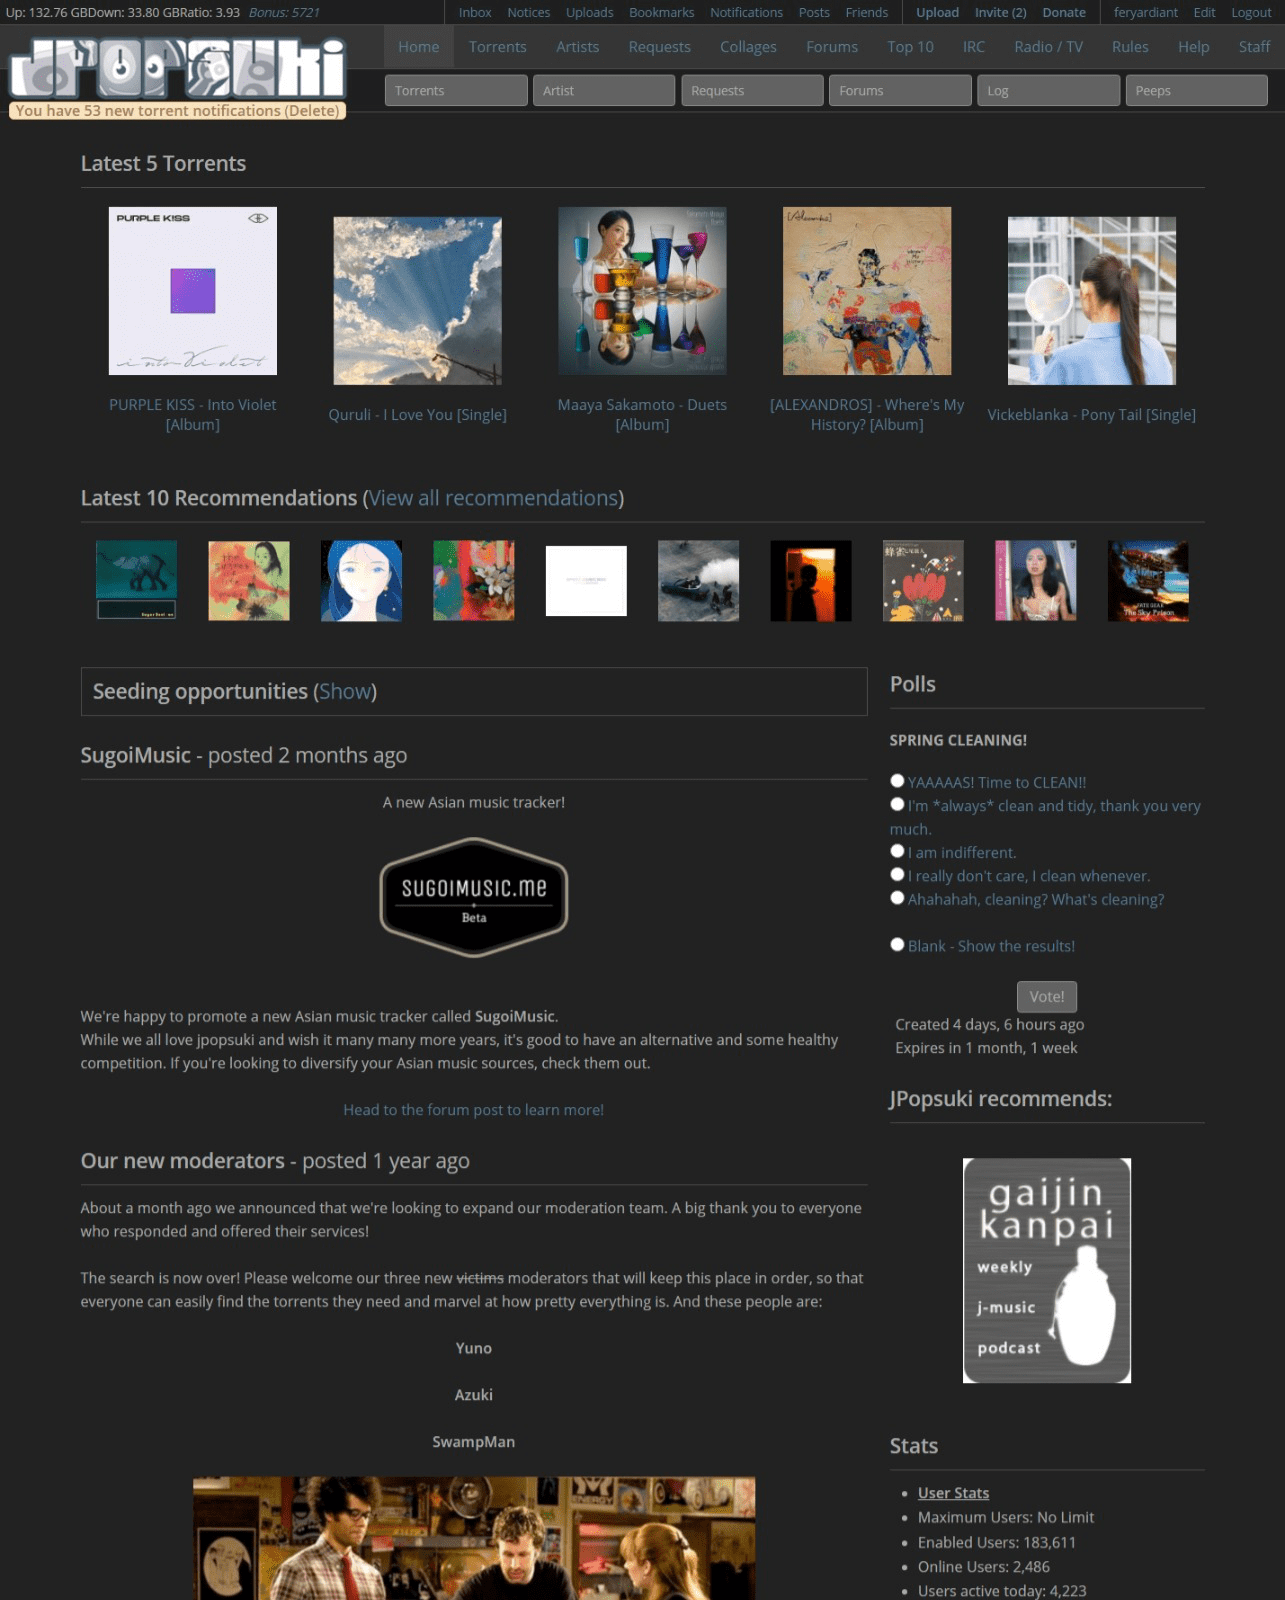 Up: 132.76 GBDown: 33.80 GBRatio: 3.93 Bonus: 5721
Inbox Notices Uploads Bookmarks Notifications Posts Friends Upload Invite (2) Donate feryardiant Edit Logout
JPOPSUKI
Home Torrents Artists Requests Collages Forums Top 10 IRC Radio / TV Rules Help Staff
Torrents Artist Requests Forums Log Peeps
You have 53 new torrent notifications (Delete)
Latest 5 Torrents
PURPLE K!SS
into Violet
[Alexandros]
Where's
My
History?
PURPLE KISS - Into Violet
[Album]
Quruli - I Love You [Single]
Maaya Sakamoto - Duets
[Album]
[ALEXANDROS] - Where's My
History? [Album]
Vickeblanka - Pony Tail [Single]
Latest 10 Recommendations (View all recommendations)
蜂雀
The Sky Prison
Seeding opportunities (Show)
SugoiMusic - posted 2 months ago
A new Asian music tracker!
SUGOIMUSIC.ME
Beta
We're happy to promote a new Asian music tracker called SugoiMusic.
While we all love jpopsuki and wish it many many more years, it's good to have an alternative and some healthy
competition. If you're looking to diversify your Asian music sources, check them out.
Head to the forum post to learn more!
Our new moderators - posted 1 year ago
About a month ago we announced that we're looking to expand our moderation team. A big thank you to everyone
who responded and offered their services!
The search is now over! Please welcome our three new victims moderators that will keep this place in order, so that
everyone can easily find the torrents they need and marvel at how pretty everything is. And these people are:
Yuno
Azuki
SwampMan
ENERGY
Polls
SPRING CLEANING!
YAAAAAS! Time to CLEAN!!
I'm *always* clean and tidy, thank you very
much.
I am indifferent.
I really don't care, I clean whenever.
Ahahahah, cleaning? What's cleaning?
Blank - Show the results!
Vote!
Created 4 days, 6 hours ago
Expires in 1 month, 1 week
JPopsuki recommends:
gaijin
kanpai
weekly
j-music
podcast
Stats
User Stats
Maximum Users: No Limit
Enabled Users: 183,611
Online Users: 2,486
Users active today: 4,223